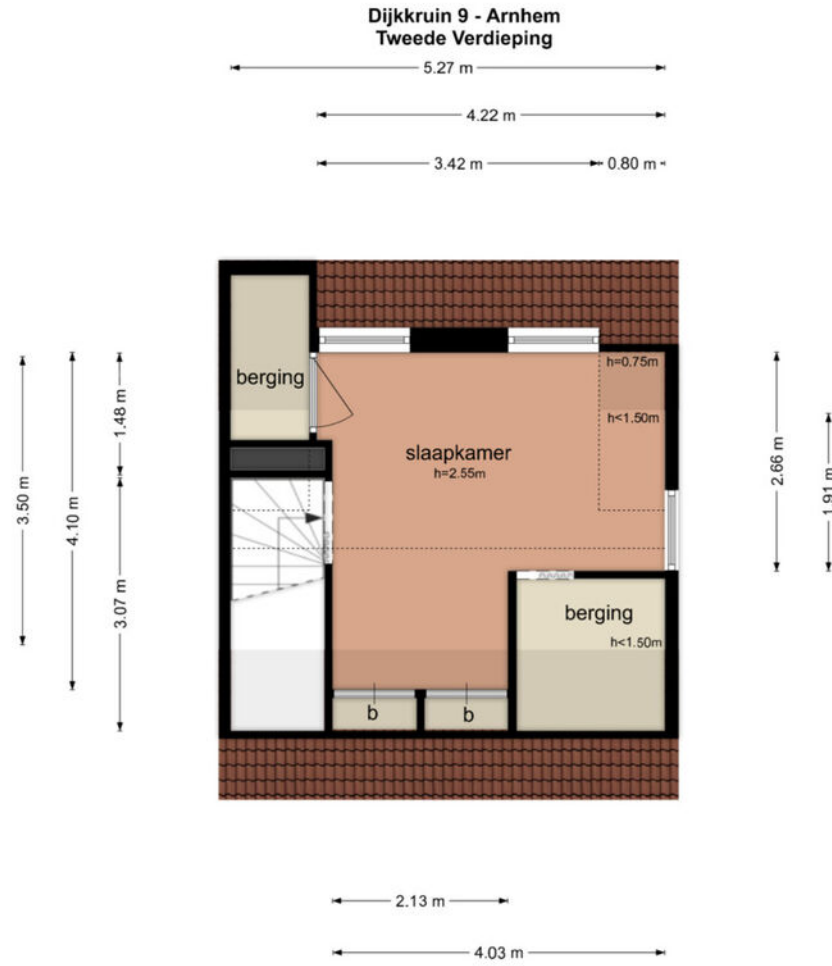 Dijkkruin 9 - Arnhem
Tweede Verdieping
5.27 m
4.22 m
3.42 m
0.80 m
berging
h=0.75m
h<1.50m
slaapkamer
h=2.55m
1.48 m
3.50 m
4.10 m
3.07 m
2.66 m
1.91 m
berging
h<1.50m
b
b
2.13 m
4.03 m